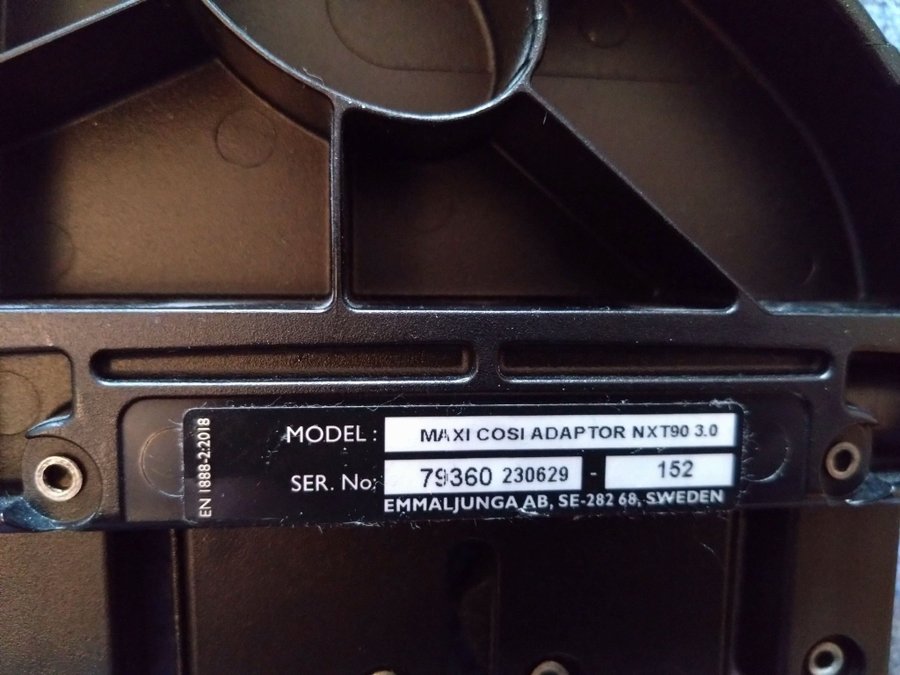 EN 1888-2:2018
MODEL : MAXI COSI ADAPTOR NXT90 3.0
SER. No: 79360 230629 - 152
EMMALJUNGA AB, SE-282 68, SWEDEN